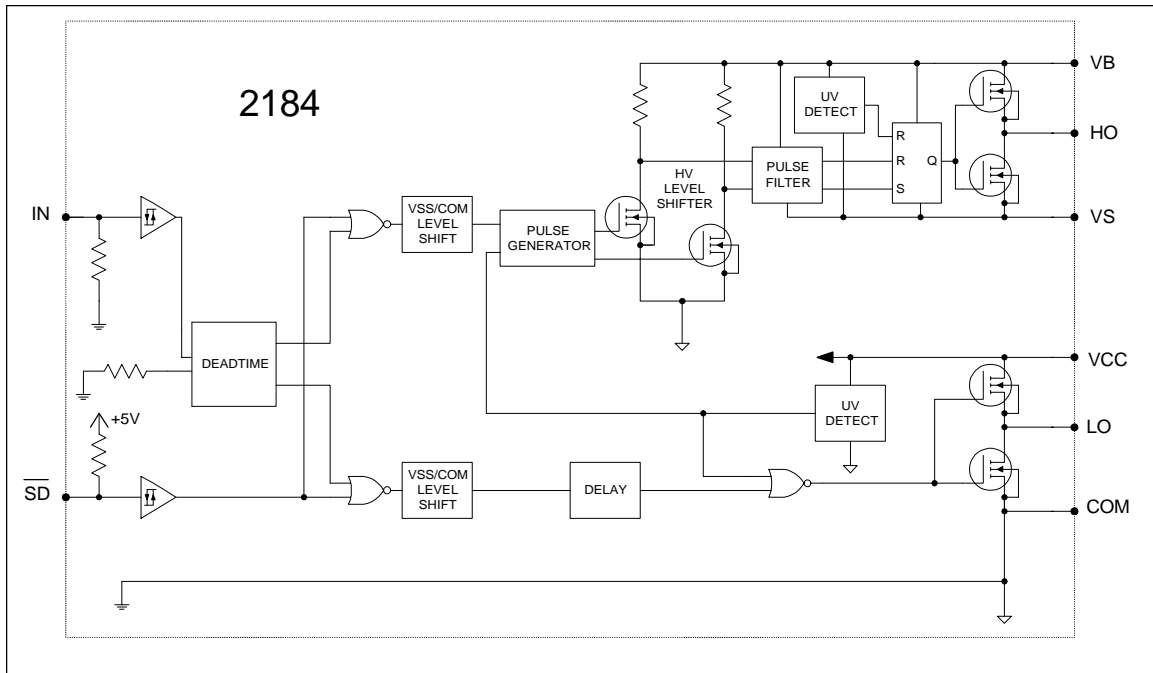 2184
VB
UV
DETECT
HO
R
R
Q
S
PULSE
FILTER
HV
LEVEL
SHIFTER
IN
VSS/COM
LEVEL
SHIFT
PULSE
GENERATOR
VS
DEADTIME
VCC
+5V
UV
DETECT
LO
SD
VSS/COM
LEVEL
SHIFT
DELAY
COM